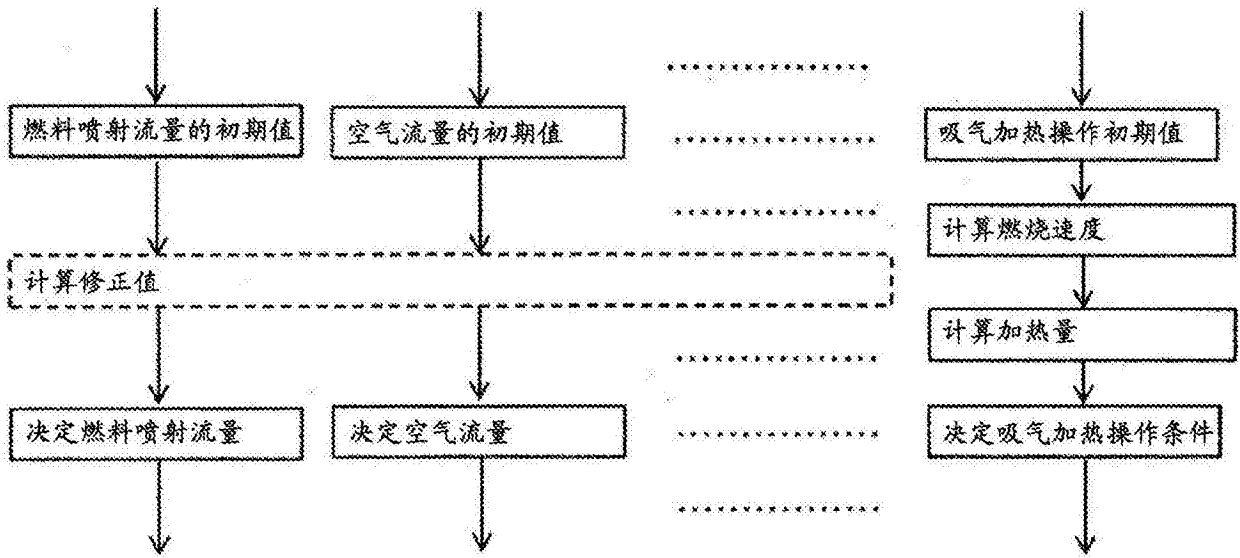 燃料喷射流量的初期值
空气流量的初期值
吸气加热操作初期值
计算燃烧速度
计算修正值
计算加热量
决定燃料喷射流量
决定空气流量
决定吸气加热操作条件